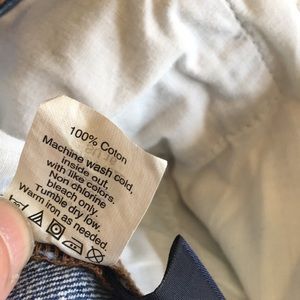 100% Coton
Machine wash cold,
inside out,
with like colors.
Non chlorine
bleach only.
Tumble dry low.
Warm iron as needed.